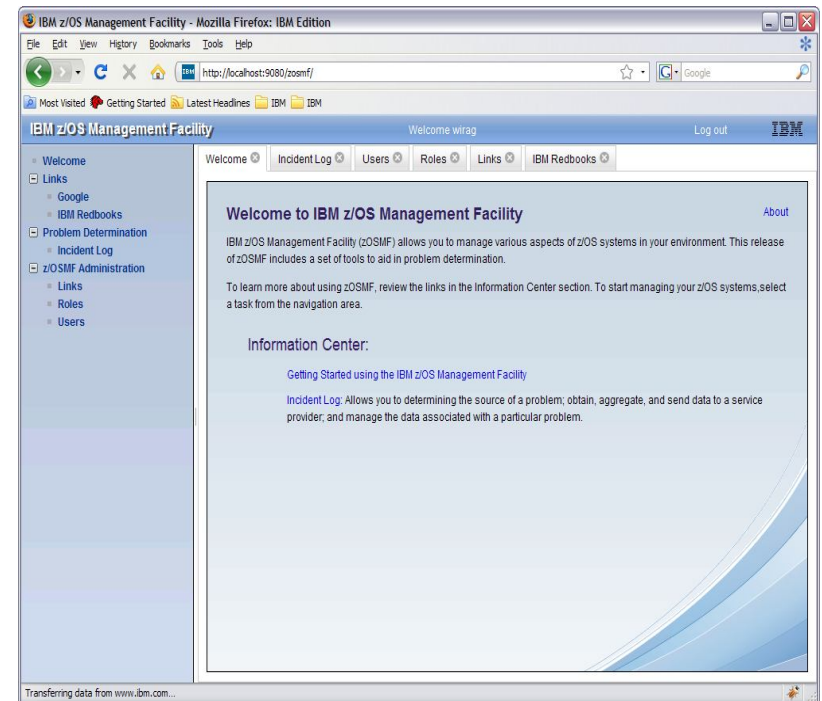 IBM z/OS Management Facility - Mozilla Firefox: IBM Edition
File Edit View History Bookmarks Tools Help
IBM http://localhost:9080/zosmf/ G Google
Most Visited Getting Started Latest Headlines IBM IBM
IBM z/OS Management Facility Welcome wirag Log out IBM
Welcome
Links
Google
IBM Redbooks
Problem Determination
Incident Log
z/OSMF Administration
Links
Roles
Users
Welcome Incident Log Users Roles Links IBM Redbooks
Welcome to IBM z/OS Management Facility About
IBM z/OS Management Facility (zOSMF) allows you to manage various aspects of z/OS systems in your environment. This release
of zOSMF includes a set of tools to aid in problem determination.
To learn more about using zOSMF, review the links in the Information Center section. To start managing your z/OS systems,select
a task from the navigation area.
Information Center:
Getting Started using the IBM z/OS Management Facility
Incident Log: Allows you to determining the source of a problem; obtain, aggregate, and send data to a service
provider; and manage the data associated with a particular problem.
Transferring data from www.ibm.com...